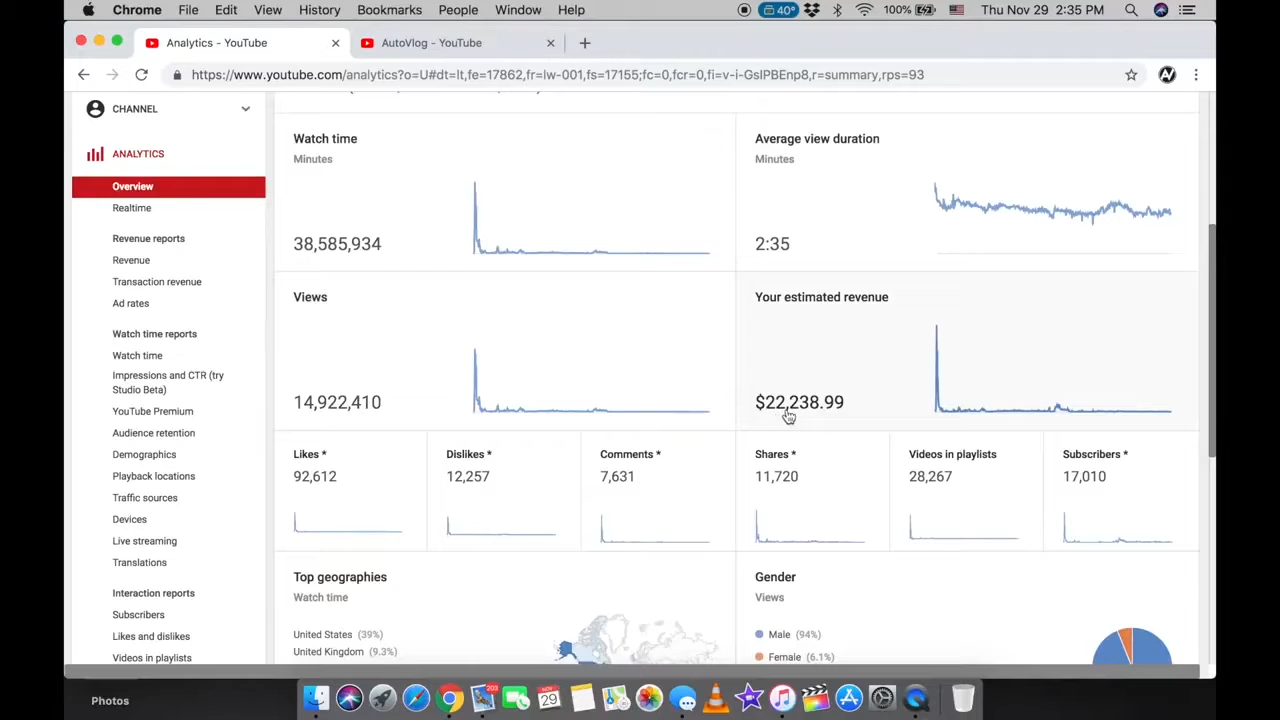 Chrome File Edit View History Bookmarks People Window Help 40° 100% Thu Nov 29 2:35 PM
Analytics - YouTube AutoVlog - YouTube
https://www.youtube.com/analytics?o=U#dt=lt,fe=17862,fr=lw-001,fs=17155;fc=0,fcr=0,fi=v-i-GsIPBEnp8,r=summary,rps=93
CHANNEL
ANALYTICS
Overview
Realtime
Revenue reports
Revenue
Transaction revenue
Ad rates
Watch time reports
Watch time
Impressions and CTR (try
Studio Beta)
YouTube Premium
Audience retention
Demographics
Playback locations
Traffic sources
Devices
Live streaming
Translations
Interaction reports
Subscribers
Likes and dislikes
Videos in playlists
Watch time
Minutes
38,585,934
Average view duration
Minutes
2:35
Views
14,922,410
Your estimated revenue
$22,238.99
Likes *
92,612
Dislikes *
12,257
Comments *
7,631
Shares *
11,720
Videos in playlists
28,267
Subscribers *
17,010
Top geographies
Watch time
United States (39%)
United Kingdom (9.3%)
Gender
Views
Male (94%)
Female (6.1%)
Photos
203
NOV
29